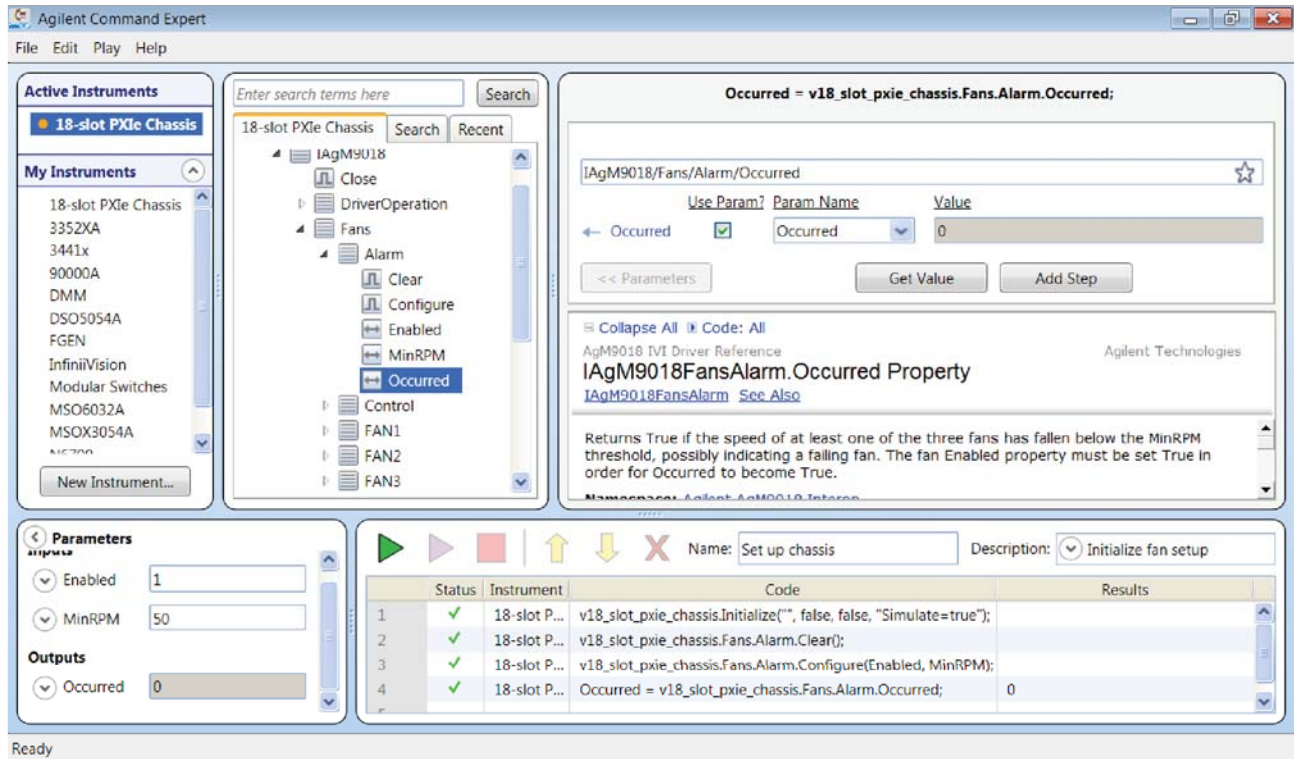 Agilent Command Expert
File Edit Play Help
Active Instruments
18-slot PXIe Chassis
My Instruments
18-slot PXIe Chassis
3352XA
3441x
90000A
DMM
DSO5054A
FGEN
InfiniiVision
Modular Switches
MSO6032A
MSOX3054A
New Instrument...
Enter search terms here
Search
18-slot PXIe Chassis Search Recent
IAgM9018
Close
DriverOperation
Fans
Alarm
Clear
Configure
Enabled
MinRPM
Occurred
Control
FAN1
FAN2
FAN3
Occurred = v18_slot_pxie_chassis.Fans.Alarm.Occurred;
IAgM9018/Fans/Alarm/Occurred
Use Param? Param Name Value
Occurred Occurred 0
<< Parameters Get Value Add Step
Collapse All Code: All
AgM9018 IVI Driver Reference Agilent Technologies
IAgM9018FansAlarm.Occurred Property
IAgM9018FansAlarm See Also
Returns True if the speed of at least one of the three fans has fallen below the MinRPM
threshold, possibly indicating a failing fan. The fan Enabled property must be set True in
order for Occurred to become True.
Namespace: Agilent.AgM9018.Interop
Parameters
Inputs
Enabled 1
MinRPM 50
Outputs
Occurred 0
Name: Set up chassis Description: Initialize fan setup
Status Instrument Code Results
1 18-slot P... v18_slot_pxie_chassis.Initialize("", false, false, "Simulate=true");
2 18-slot P... v18_slot_pxie_chassis.Fans.Alarm.Clear();
3 18-slot P... v18_slot_pxie_chassis.Fans.Alarm.Configure(Enabled, MinRPM);
4 18-slot P... Occurred = v18_slot_pxie_chassis.Fans.Alarm.Occurred; 0
Ready